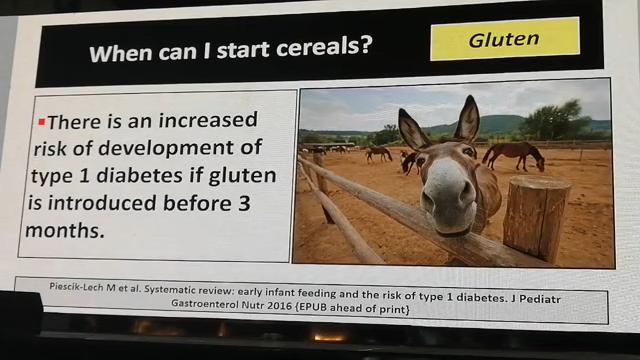 When can I start cereals?
Gluten
▪There is an increased
risk of development of
type 1 diabetes if gluten
is introduced before 3
months.
Piescik-Lech M et al. Systematic review: early infant feeding and the risk of type 1 diabetes. J Pediatr
Gastroenterol Nutr 2016 {EPUB ahead of print}